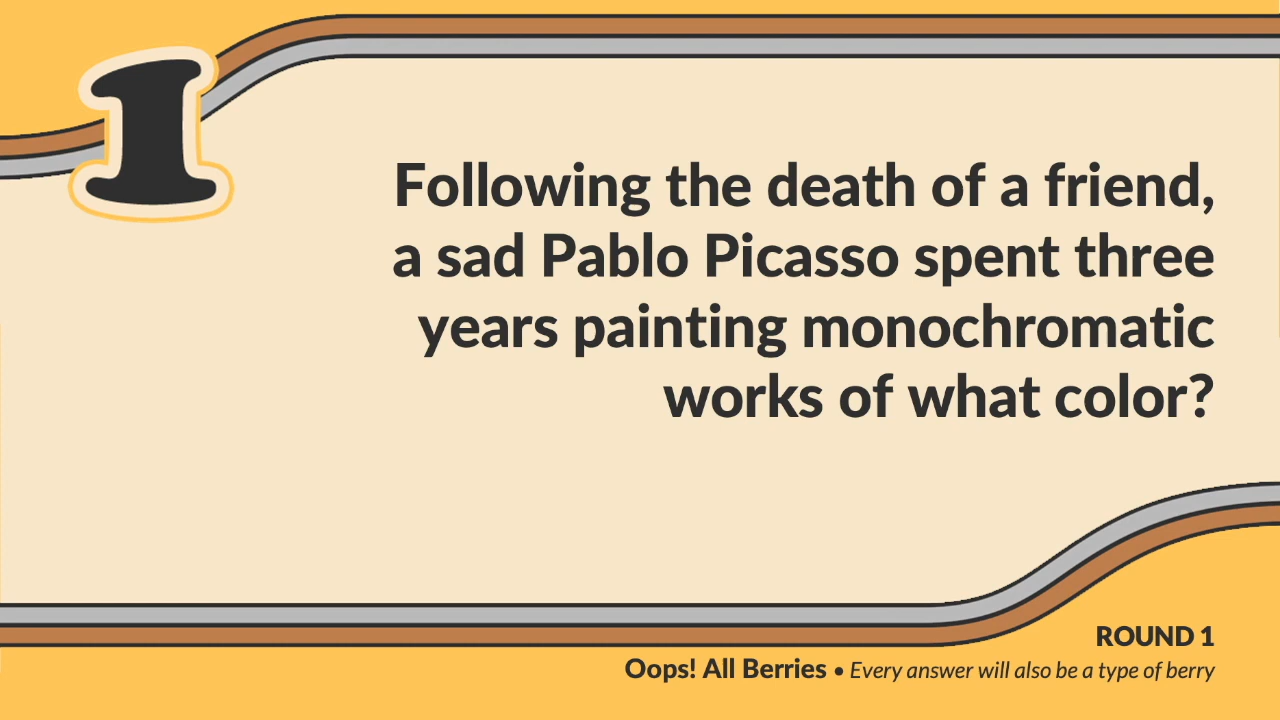 1
Following the death of a friend,
a sad Pablo Picasso spent three
years painting monochromatic
works of what color?
ROUND 1
Oops! All Berries • Every answer will also be a type of berry